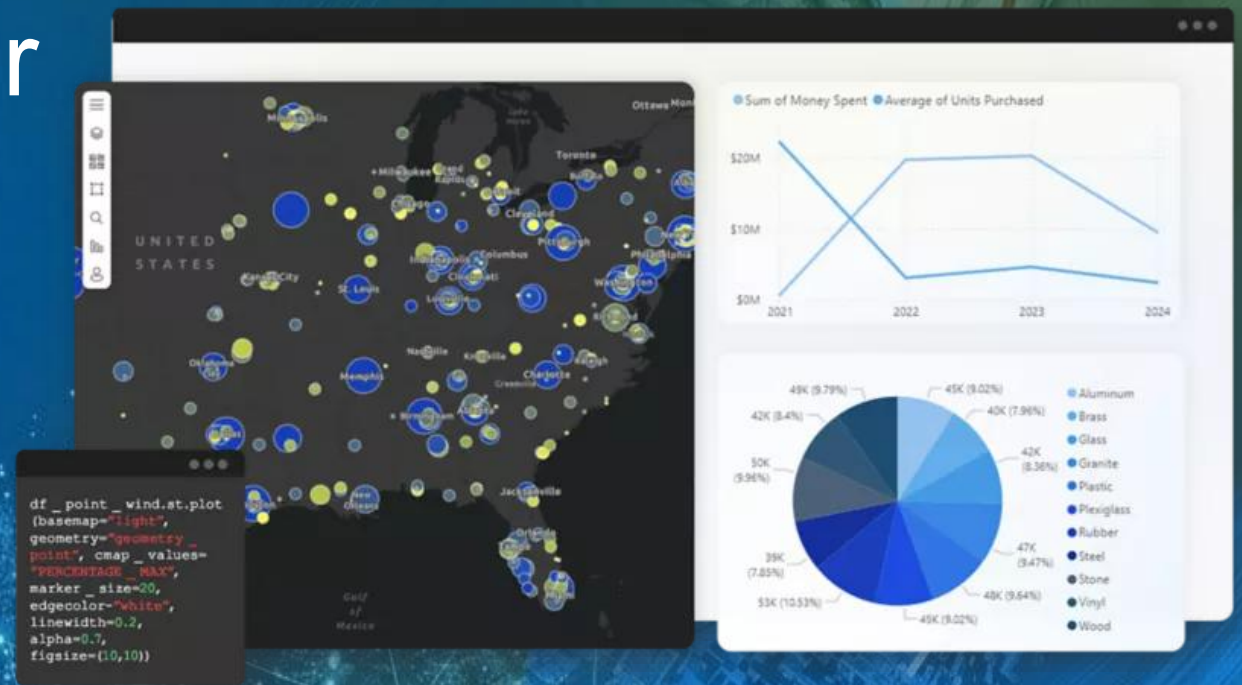 r
Ottawa
Toronto
Milwaukee
Rapids
Chicago
Cleveland
Pittsburgh
UNITED
STATES
Indianapolis
Columbus
Philadelphia
Kansas City
Cincinnati
Washington
St. Louis
Louisville
Nashville
Knoxville
Raleigh
Oklahoma
Memphis
Charlotte
Greenville
Birmingham
Jacksonville
New
Orleans
Orlando
Gulf
of
Mexico
df _ point _ wind.st.plot
(basemap="light",
geometry="geometry _
point", cmap _ values=
"PERCENTAGE _ MAX",
marker _ size=20,
edgecolor="white",
linewidth=0.2,
alpha=0.7,
figsize=(10,10))
Sum of Money Spent Average of Units Purchased
$20M
$10M
$0M
2021 2022 2023 2024
49K (9.79%)
45K (9.02%)
42K (8.4%)
40K (7.96%)
50K
(9.96%)
42K
(8.36%)
39K
(7.85%)
47K
(9.47%)
53K (10.53%)
48K (9.64%)
45K (9.02%)
Aluminum
Brass
Glass
Granite
Plastic
Plexiglass
Rubber
Steel
Stone
Vinyl
Wood